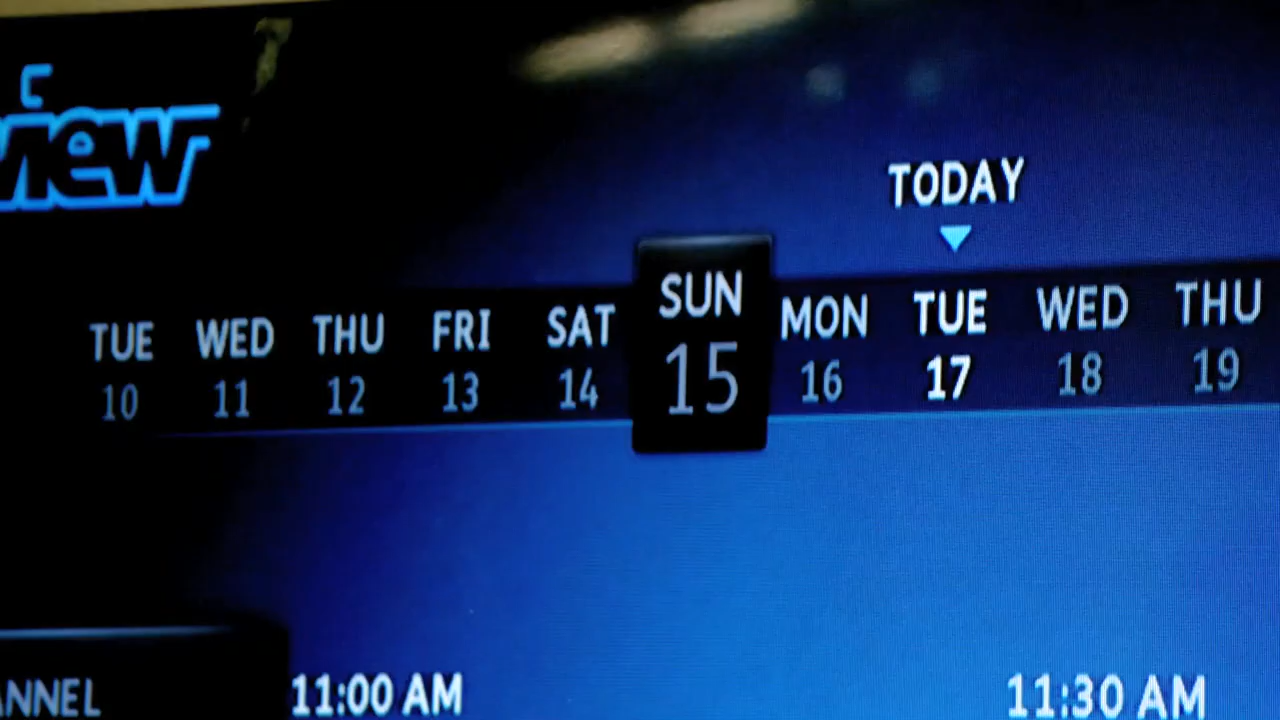 view
TODAY
TUE WED THU FRI SAT SUN MON TUE WED THU
10 11 12 13 14 15 16 17 18 19
ANNEL 11:00 AM 11:30 AM